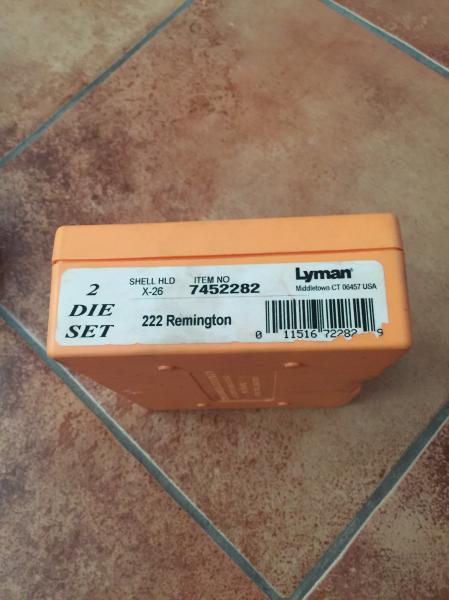 2
DIE
SET
SHELL HLD
X-26
ITEM NO
7452282
Lyman®
Middletown CT 06457 USA
222 Remington
0 11516 72282 9